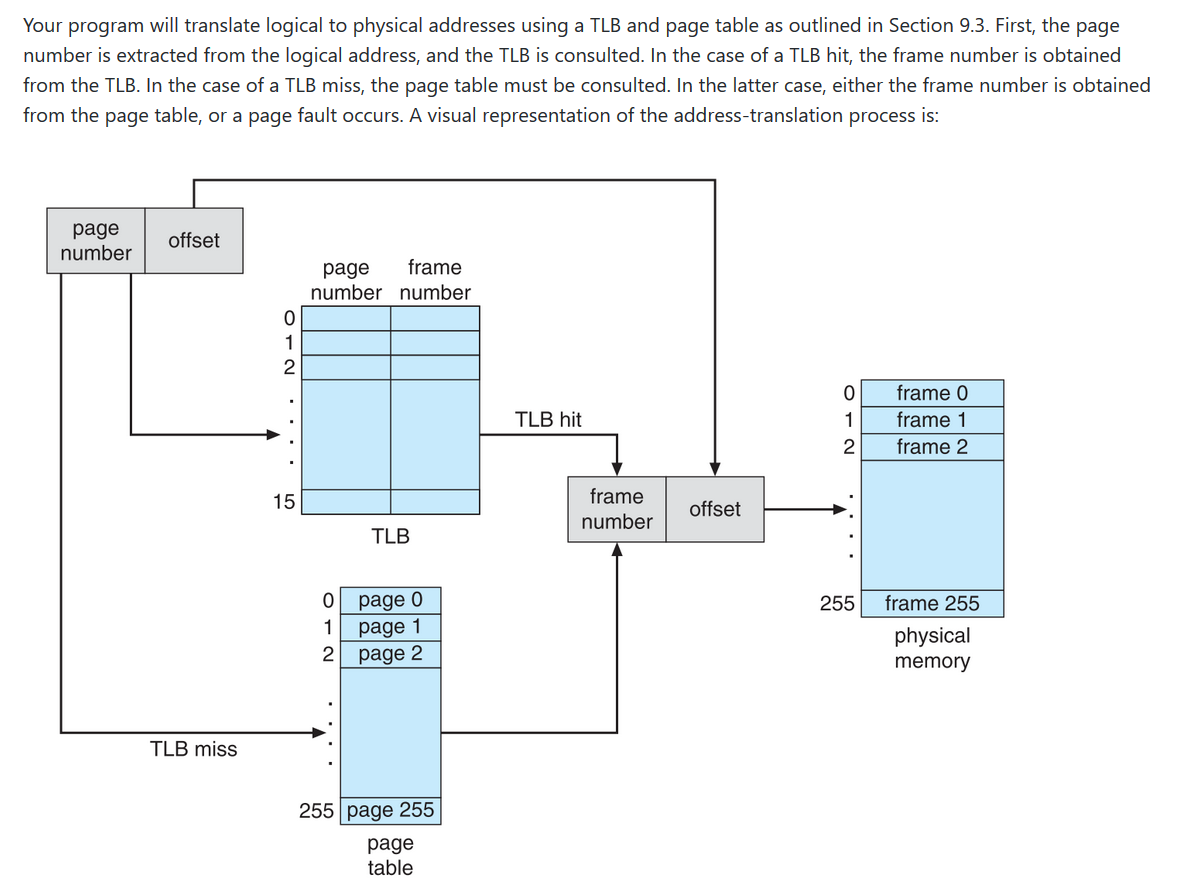 Your program will translate logical to physical addresses using a TLB and page table as outlined in Section 9.3. First, the page
number is extracted from the logical address, and the TLB is consulted. In the case of a TLB hit, the frame number is obtained
from the TLB. In the case of a TLB miss, the page table must be consulted. In the latter case, either the frame number is obtained
from the page table, or a page fault occurs. A visual representation of the address-translation process is:
page
number
offset
page
number
frame
number
0
1
2
15
TLB
TLB hit
frame
number
offset
0 frame 0
1 frame 1
2 frame 2
255 frame 255
physical
memory
0 page 0
1 page 1
2 page 2
TLB miss
255 page 255
page
table